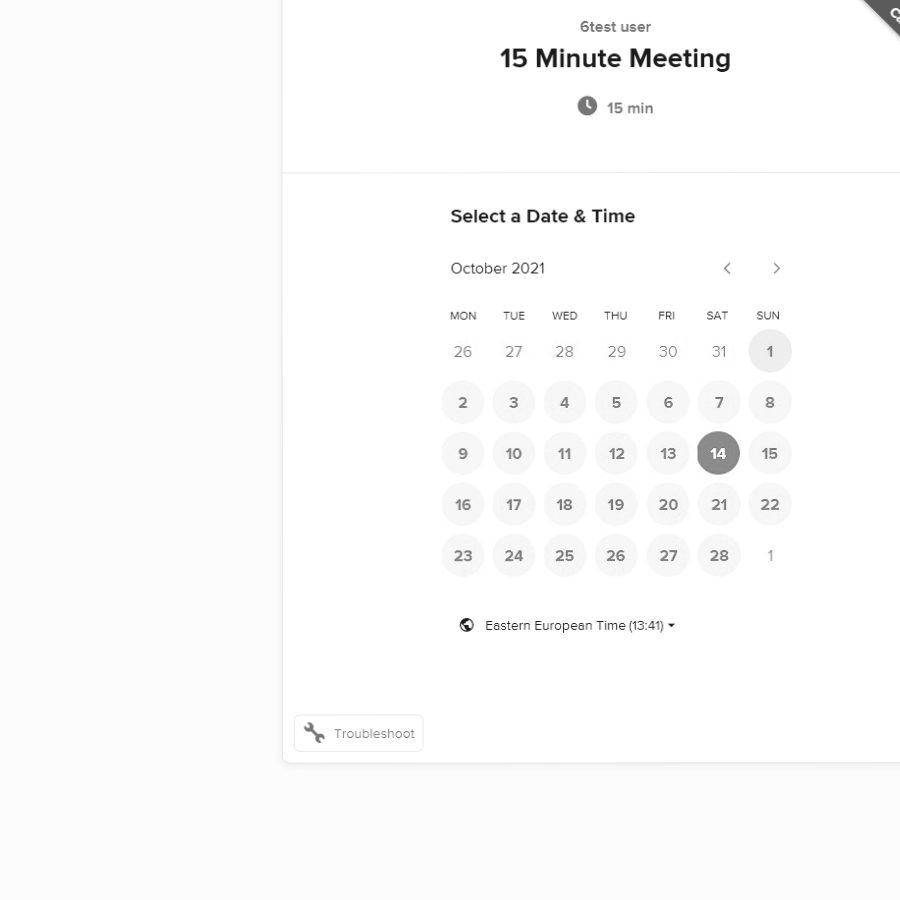 6test user
15 Minute Meeting
15 min
Select a Date & Time
October 2021
MON TUE WED THU FRI SAT SUN
26 27 28 29 30 31 1
2 3 4 5 6 7 8
9 10 11 12 13 14 15
16 17 18 19 20 21 22
23 24 25 26 27 28 1
Eastern European Time (13:41)
Troubleshoot